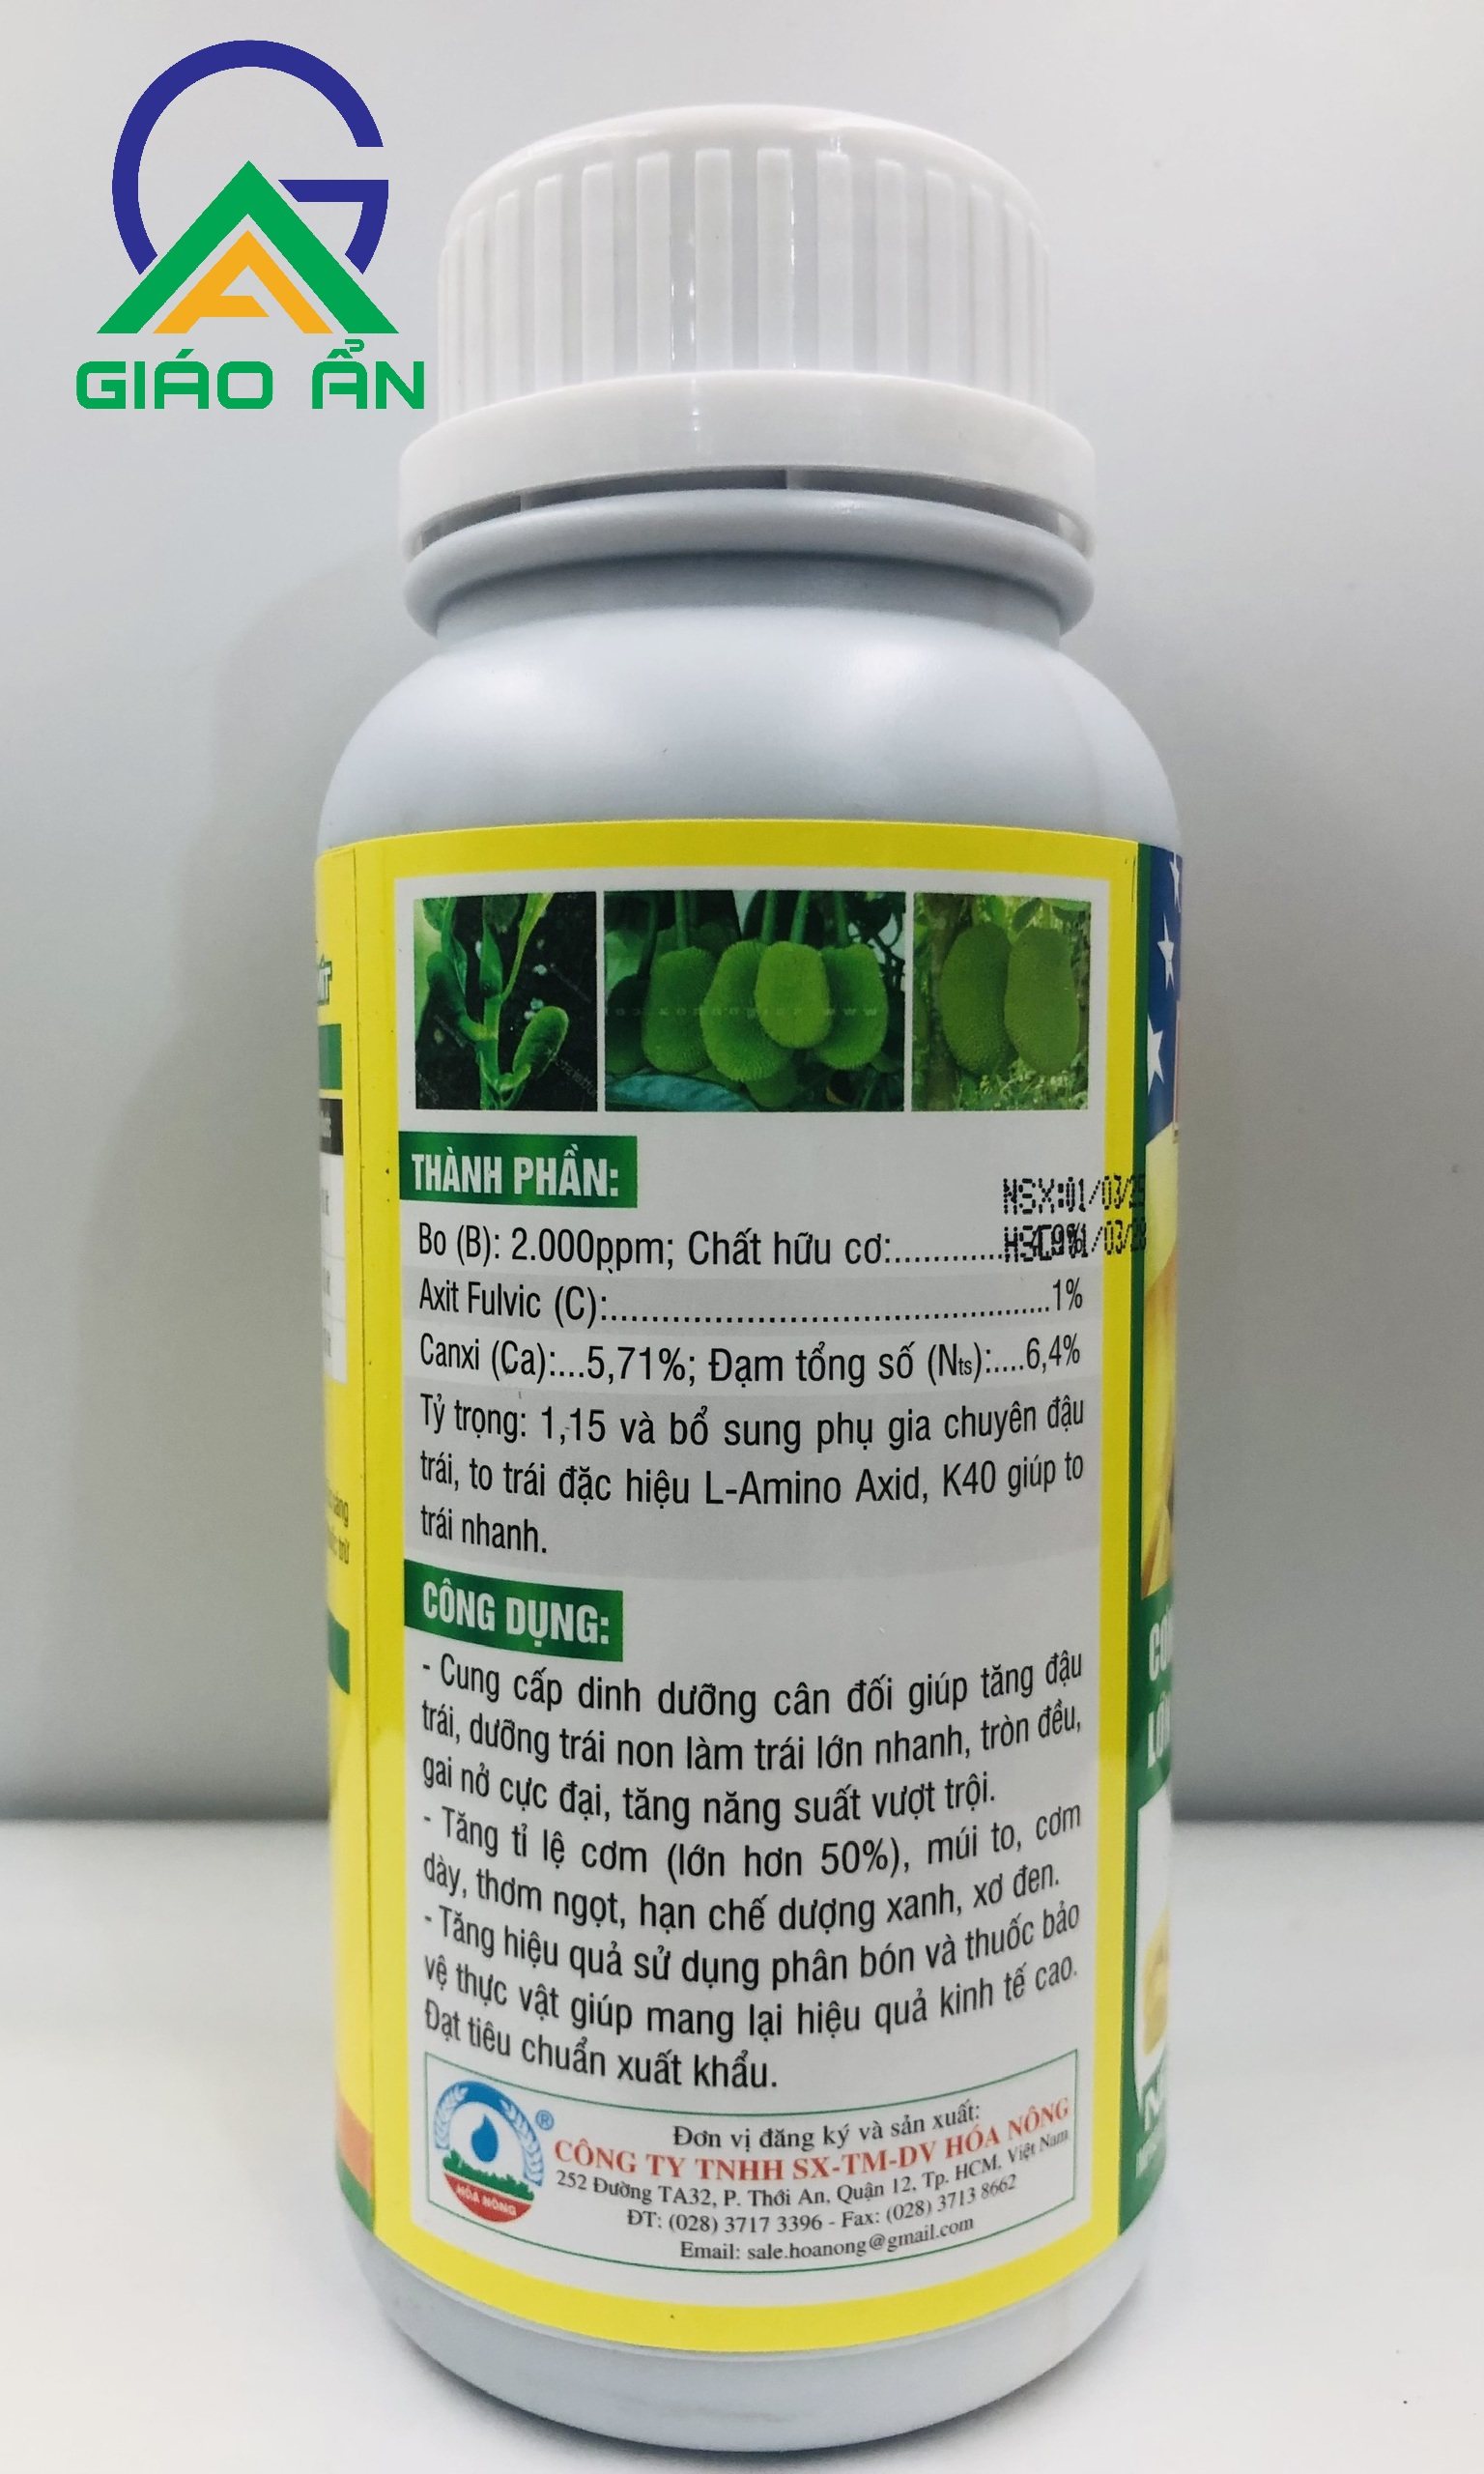 GIÁO ẨN
THÀNH PHẦN:
NSX:01/03/25
Bo (B): 2.000ppm; Chất hữu cơ:............
Axit Fulvic (C):....................................................1%
Canxi (Ca):...5,71%; Đạm tổng số (Nts):....6,4%
Tỷ trọng: 1,15 và bổ sung phụ gia chuyên đậu
trái, to trái đặc hiệu L-Amino Axid, K40 giúp to
trái nhanh.
CÔNG DỤNG:
- Cung cấp dinh dưỡng cân đối giúp tăng đậu
trái, dưỡng trái non làm trái lớn nhanh, tròn đều,
gai nở cực đại, tăng năng suất vượt trội.
- Tăng tỉ lệ cơm (lớn hơn 50%), múi to, cơm
dày, thơm ngọt, hạn chế dượng xanh, xơ đen.
- Tăng hiệu quả sử dụng phân bón và thuốc bảo
vệ thực vật giúp mang lại hiệu quả kinh tế cao.
Đạt tiêu chuẩn xuất khẩu.
HÓA NÔNG
®
Đơn vị đăng ký và sản xuất:
CÔNG TY TNHH SX-TM-DV HÓA NÔNG
252 Đường TA32, P. Thới An, Quận 12, Tp. HCM, Việt Nam
ĐT: (028) 3717 3396 - Fax: (028) 3713 8662
Email: sale.hoanong@gmail.com